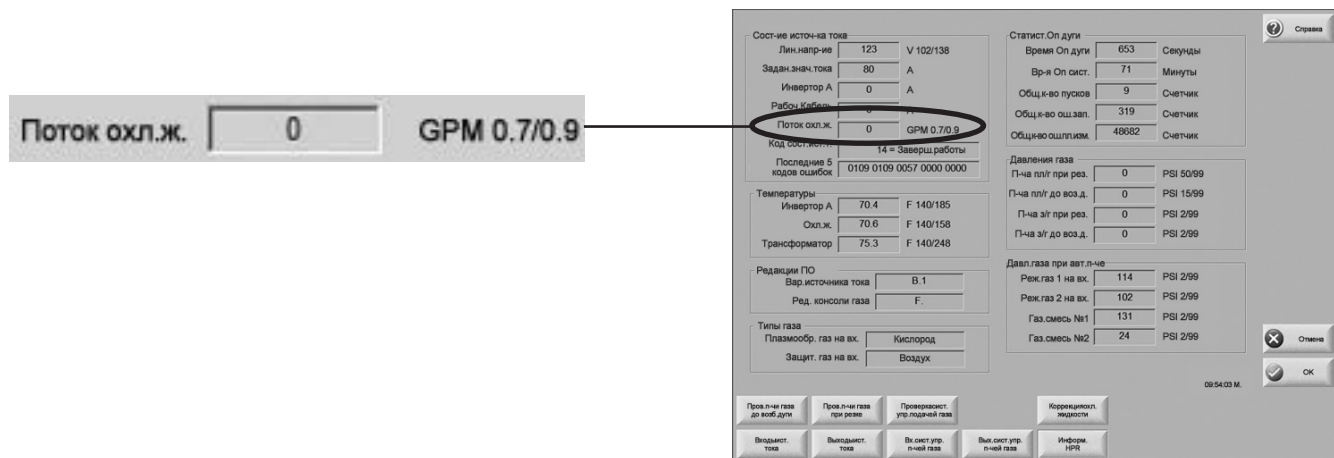 Поток охл.ж. 0 GPM 0.7/0.9
Сост-ие источ-ка тока
Лин.напр-ие 123 V 102/138
Задан.знач.тока 80 A
Инвертор А 0 A
Рабоч.Кабель 0 A
Поток охл.ж. 0 GPM 0.7/0.9
Код сост.ист.т. 14 = Заверш.работы
Последние 5
кодов ошибок 0109 0109 0057 0000 0000
Температуры
Инвертор А 70.4 F 140/185
Охл.ж. 70.6 F 140/158
Трансформатор 75.3 F 140/248
Редакции ПО
Вар.источника тока B.1
Ред. консоли газа F.
Типы газа
Плазмообр. газ на вх. Кислород
Защит. газ на вх. Воздух
Статист.Оп дуги
Время Оп дуги 653 Секунды
Вр-я Оп сист. 71 Минуты
Общ.к-во пусков 9 Счетчик
Общ.к-во ош.зап. 319 Счетчик
Общ.к-во ош.пл.изм. 48682 Счетчик
Давления газа
П-ча пл/г при рез. 0 PSI 50/99
П-ча пл/г до воз.д. 0 PSI 15/99
П-ча з/г при рез. 0 PSI 2/99
П-ча з/г до воз.д. 0 PSI 2/99
Давл.газа при авт.п-че
Реж.газ 1 на вх. 114 PSI 2/99
Реж.газ 2 на вх. 102 PSI 2/99
Газ.смесь №1 131 PSI 2/99
Газ.смесь №2 24 PSI 2/99
Справка
Отмена
OK
09:54:03 М.
Пров.п-чи газа
до возб.дуги
Пров.п-чи газа
при резке
Проверкасист.
упр.подачей газа
Коррекцияохл.
жидкости
Входыист.
тока
Выходыист.
тока
Вх.сист.упр.
п-чей газа
Вых.сист.упр.
п-чей газа
Информ.
HPR